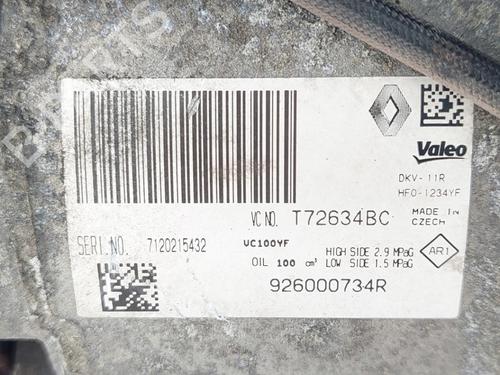 Valeo
DKV-11R
HFO-1234YF
VC NO. T72634BC
MADE IN
CZECH
SERI.NO. 7120215432
VC100YF
HIGH SIDE 2.9 MPaG
OIL 100 cm³ LOW SIDE 1.5 MPaG
AR1
926000734R